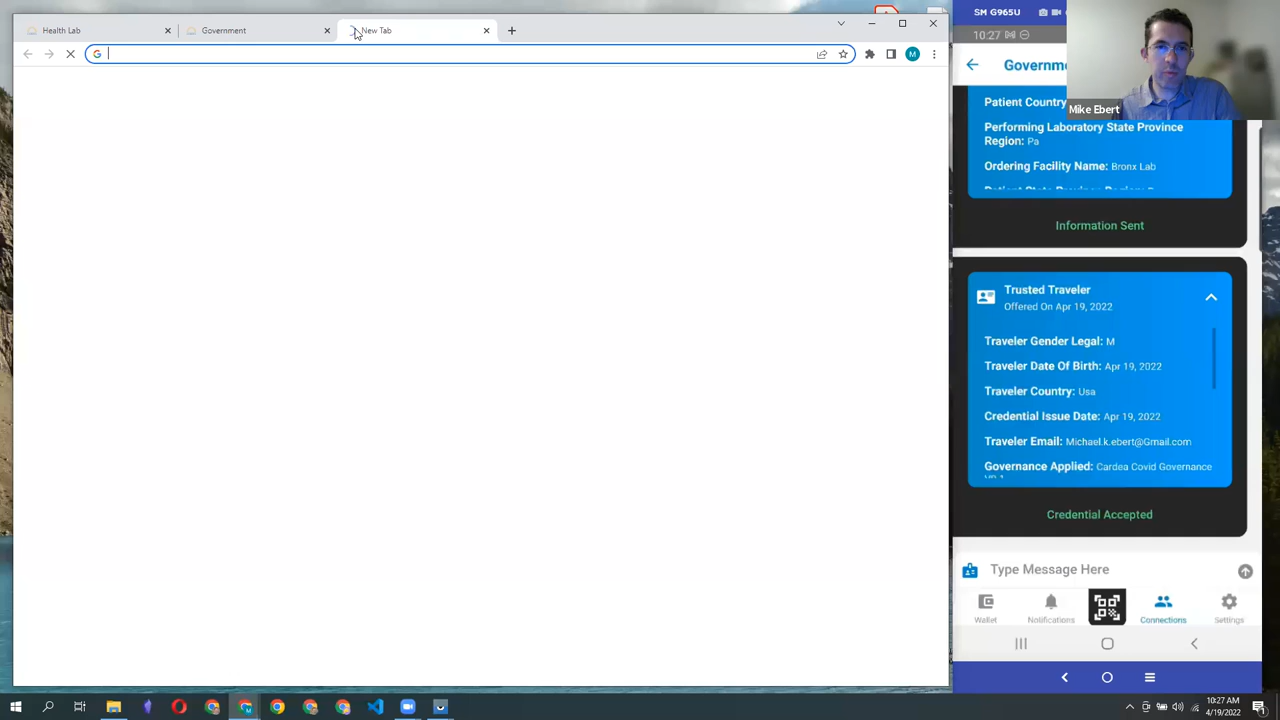 Health Lab
Government
New Tab
G
M
SM G965U
10:27
Governme
Mike Ebert
Patient Country
Performing Laboratory State Province
Region: Pa
Ordering Facility Name: Bronx Lab
Information Sent
Trusted Traveler
Offered On Apr 19, 2022
Traveler Gender Legal: M
Traveler Date Of Birth: Apr 19, 2022
Traveler Country: Usa
Credential Issue Date: Apr 19, 2022
Traveler Email: Michael.k.ebert@Gmail.com
Governance Applied: Cardea Covid Governance
Credential Accepted
Type Message Here
Wallet
Notifications
Connections
Settings
10:27 AM
4/19/2022